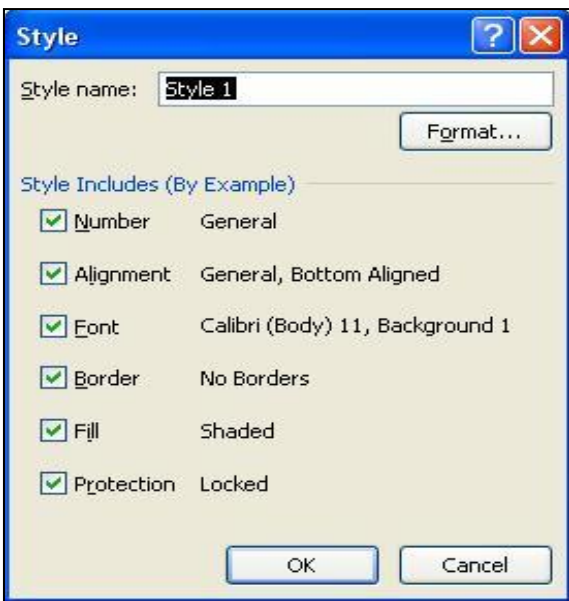 Style
Style name: Style 1
Format...
Style Includes (By Example)
Number General
Alignment General, Bottom Aligned
Font Calibri (Body) 11, Background 1
Border No Borders
Fill Shaded
Protection Locked
OK Cancel